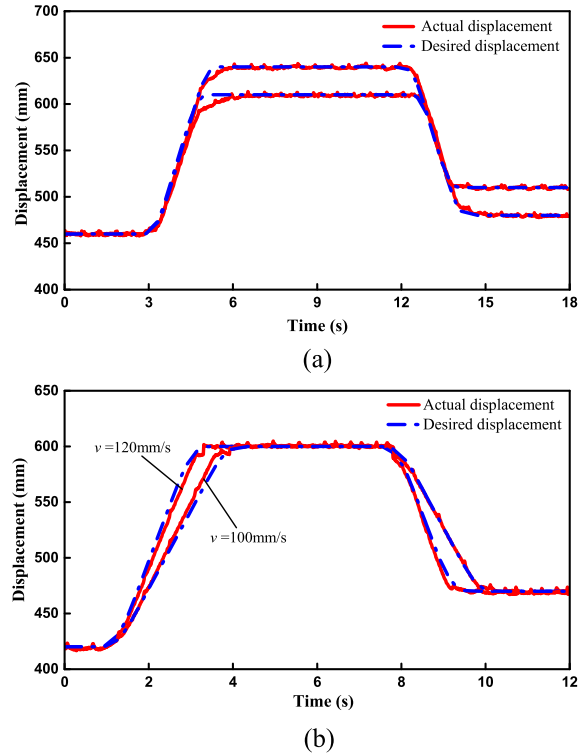 700
650
600
550
500
450
400
Displacement (mm)
Actual displacement
Desired displacement
0 3 6 9 12 15 18
Time (s)
(a)
650
600
550
500
450
400
Displacement (mm)
Actual displacement
Desired displacement
v =120mm/s
v =100mm/s
0 2 4 6 8 10 12
Time (s)
(b)